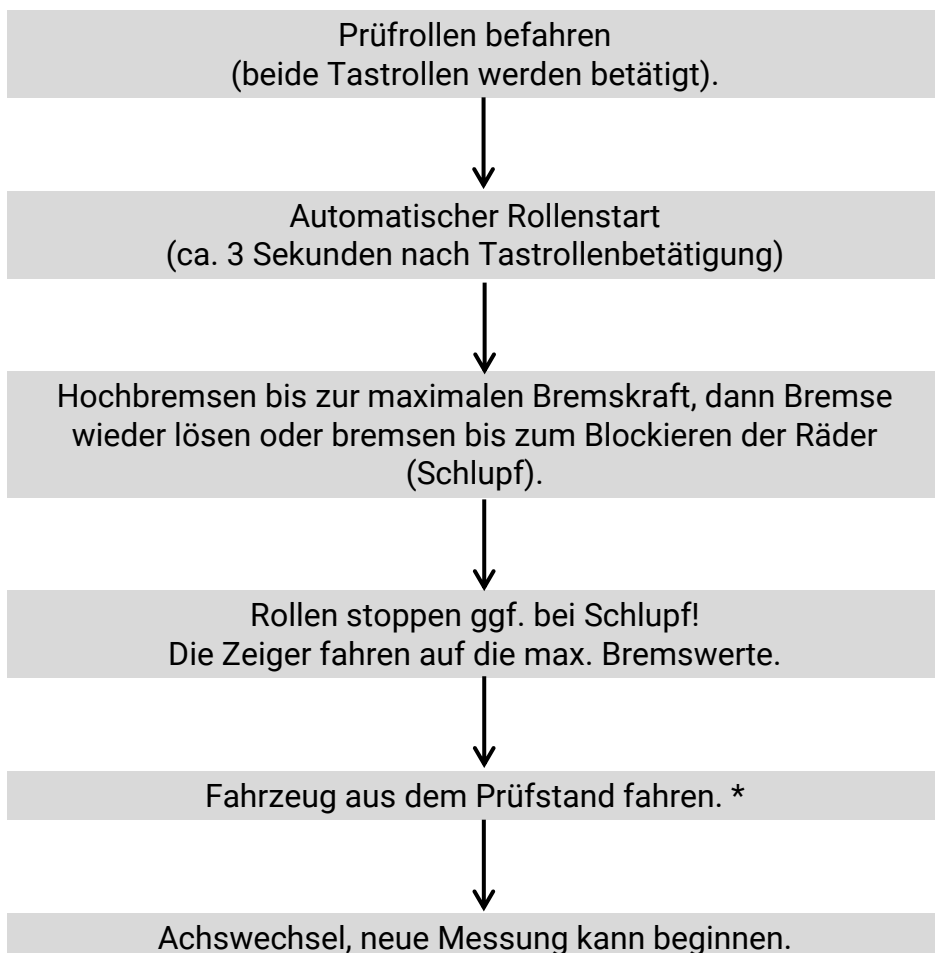 Prüfrollen befahren
(beide Tastrollen werden betätigt).
Automatischer Rollenstart
(ca. 3 Sekunden nach Tastrollenbetätigung)
Hochbremsen bis zur maximalen Bremskraft, dann Bremse
wieder lösen oder bremsen bis zum Blockieren der Räder
(Schlupf).
Rollen stoppen ggf. bei Schlupf!
Die Zeiger fahren auf die max. Bremswerte.
Fahrzeug aus dem Prüfstand fahren. *
Achswechsel, neue Messung kann beginnen.